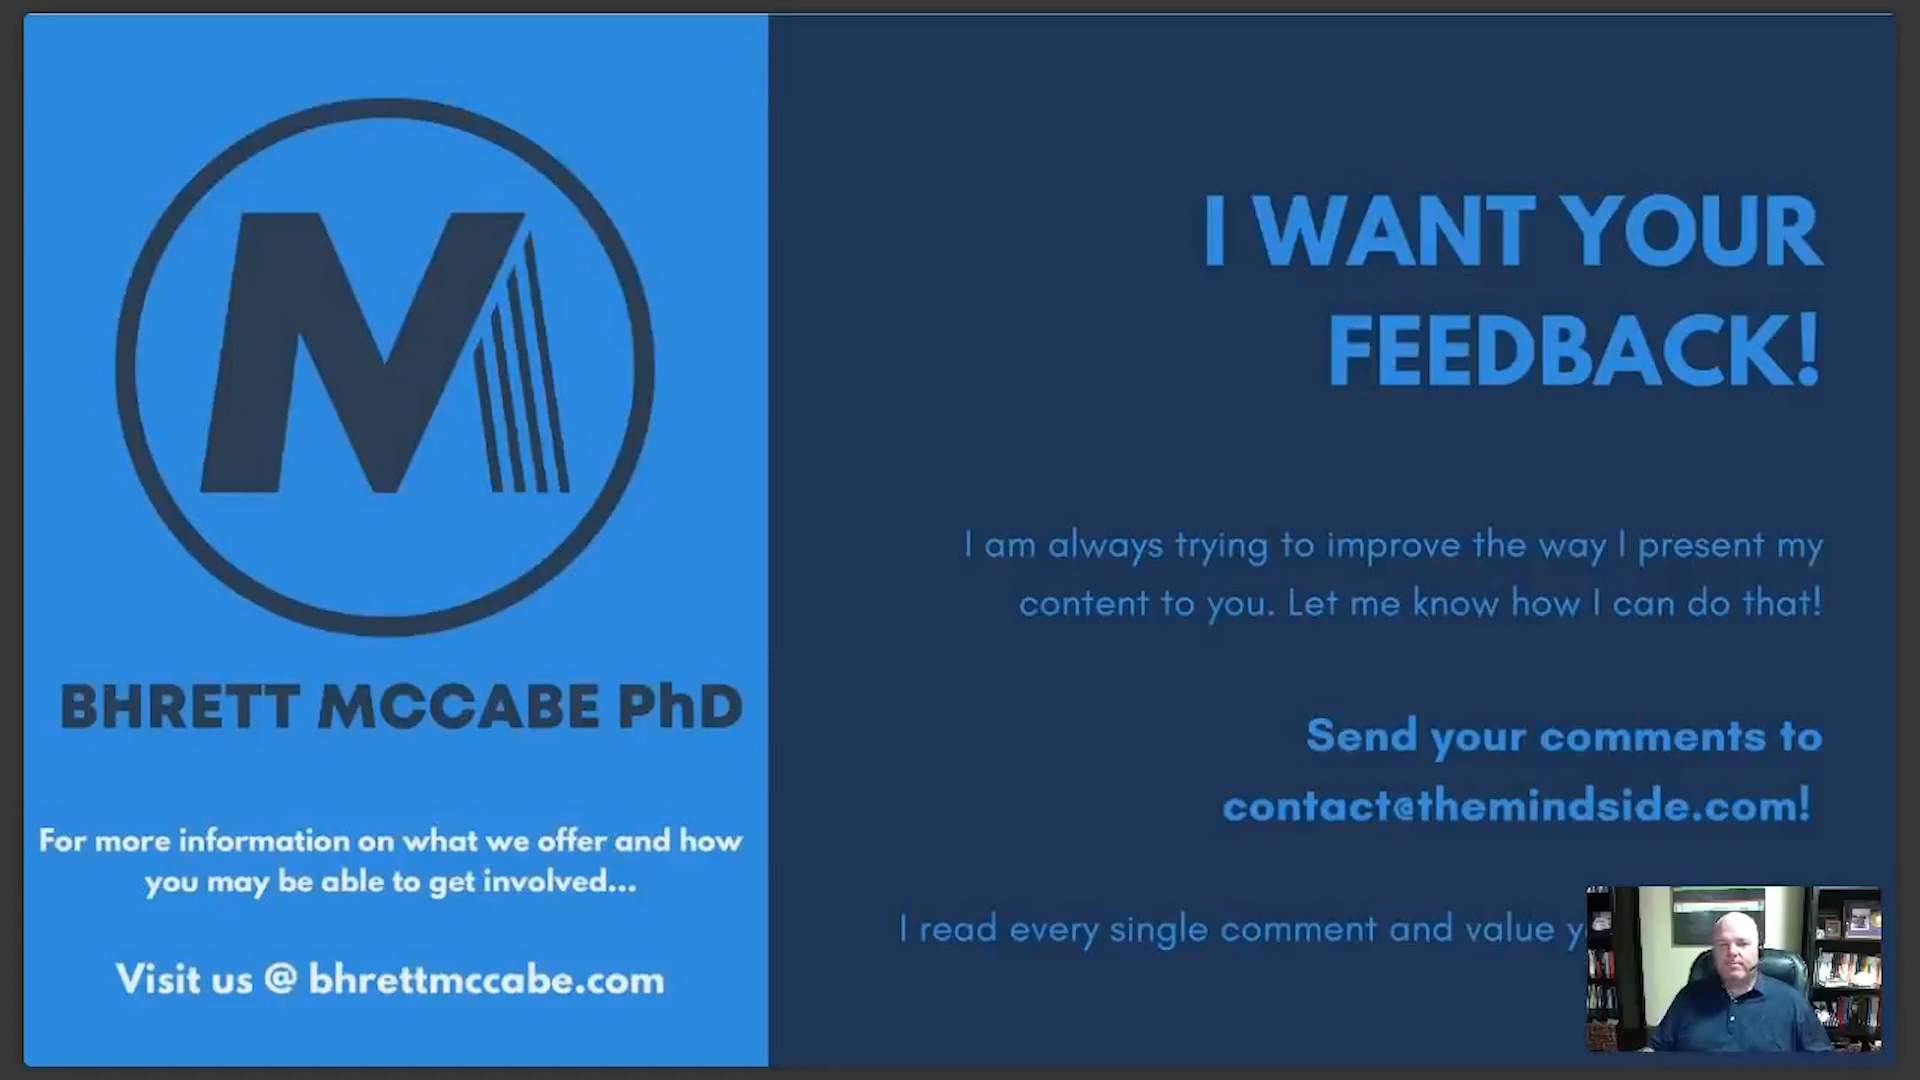 M
BHRETT MCCABE PhD
For more information on what we offer and how
you may be able to get involved...
Visit us @ bhrettmccabe.com
I WANT YOUR
FEEDBACK!
I am always trying to improve the way I present my
content to you. Let me know how I can do that!
Send your comments to
contact@themindside.com!
I read every single comment and value